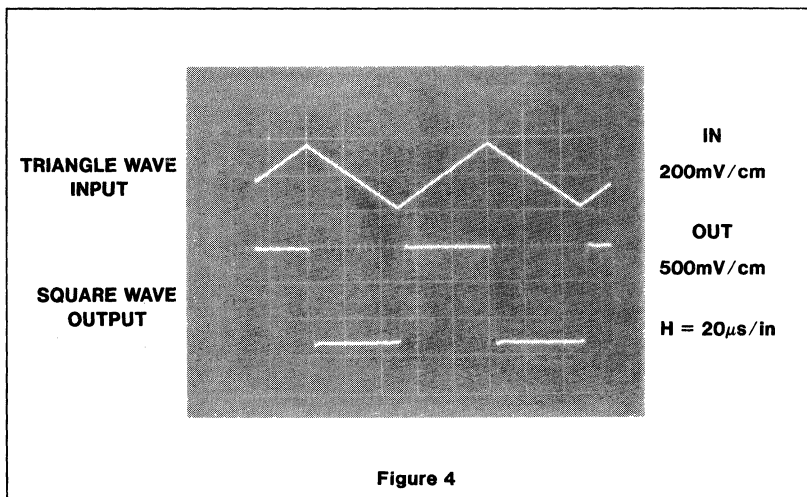 TRIANGLE WAVE
INPUT
IN
200mV/cm
OUT
500mV/cm
SQUARE WAVE
OUTPUT
H = 20µs/in
Figure 4